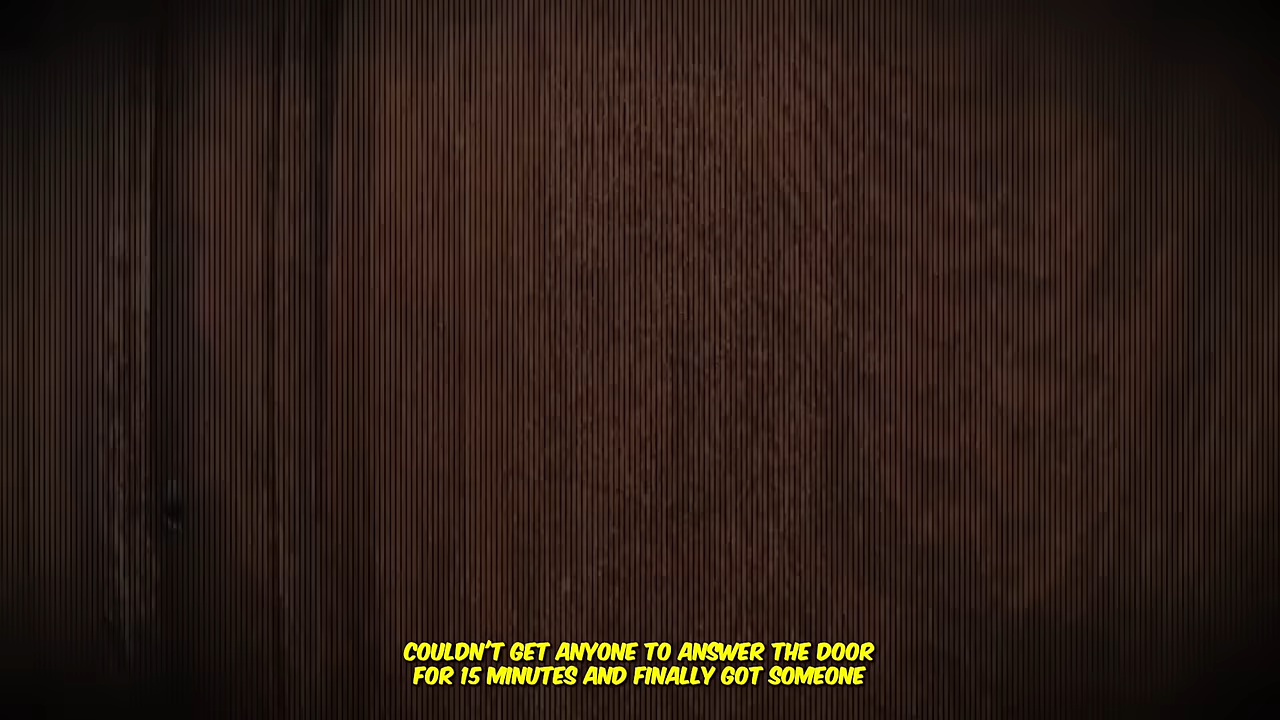 COULDN'T GET ANYONE TO ANSWER THE DOOR
FOR 15 MINUTES AND FINALLY GOT SOMEONE